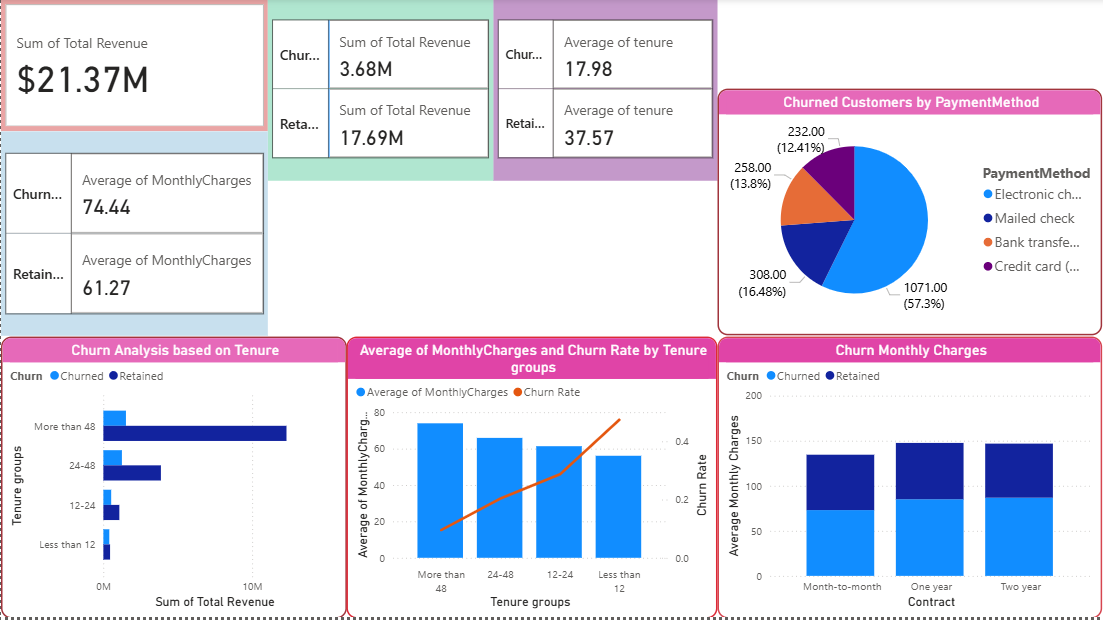 Sum of Total Revenue
$21.37M
Chur...
Sum of Total Revenue
3.68M
Reta...
Sum of Total Revenue
17.69M
Chur...
Average of tenure
17.98
Retai...
Average of tenure
37.57
Churn...
Average of MonthlyCharges
74.44
Retain...
Average of MonthlyCharges
61.27
Churned Customers by PaymentMethod
232.00
(12.41%)
258.00
(13.8%)
308.00
(16.48%)
1071.00
(57.3%)
PaymentMethod
Electronic ch...
Mailed check
Bank transfe...
Credit card (...
Churn Analysis based on Tenure
Churn Churned Retained
Tenure groups
More than 48
24-48
12-24
Less than 12
0M 10M
Sum of Total Revenue
Average of MonthlyCharges and Churn Rate by Tenure
groups
Average of MonthlyCharges Churn Rate
Average of MonthlyCharg...
80
60
40
20
0
0.4
0.2
0.0
Churn Rate
More than
48
24-48
12-24
Less than
12
Tenure groups
Churn Monthly Charges
Churn Churned Retained
Average Monthly Charges
200
150
100
50
0
Month-to-month One year Two year
Contract